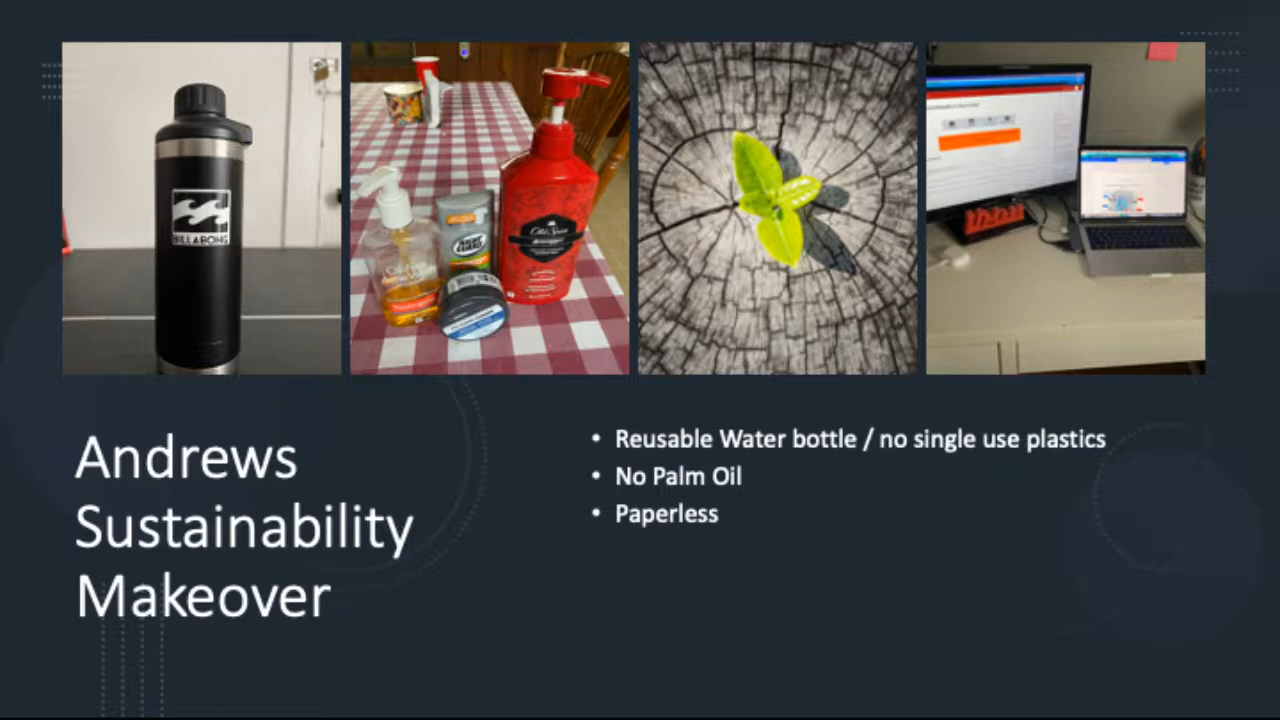 BILLABONG
Old Spice
Andrews
Sustainability
Makeover
• Reusable Water bottle / no single use plastics
• No Palm Oil
• Paperless